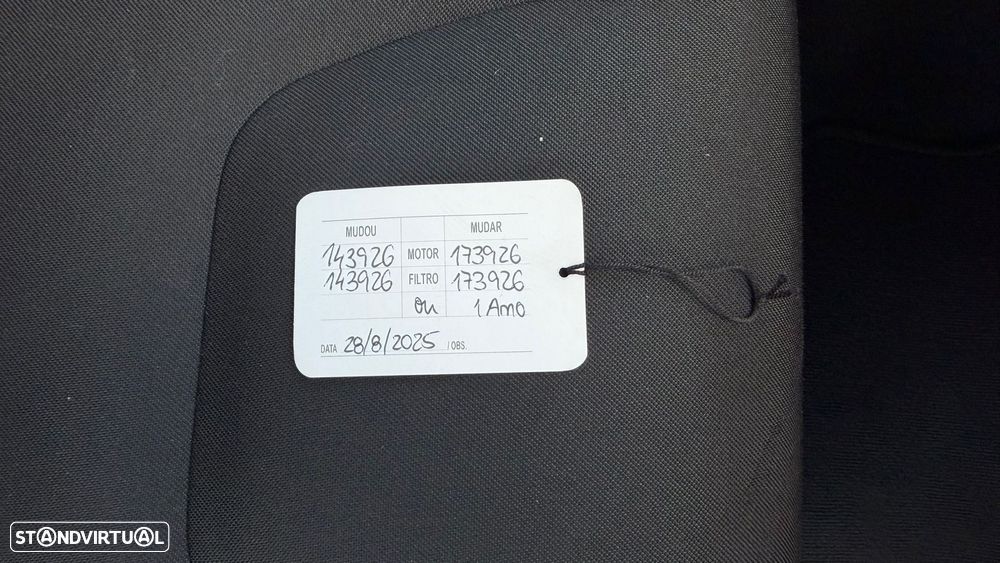 MUDOU MUDAR
143926 MOTOR 173926
143926 FILTRO 173926
ou 1 Ano
DATA 28/8/2025 / OBS.
STANDVIRTUAL